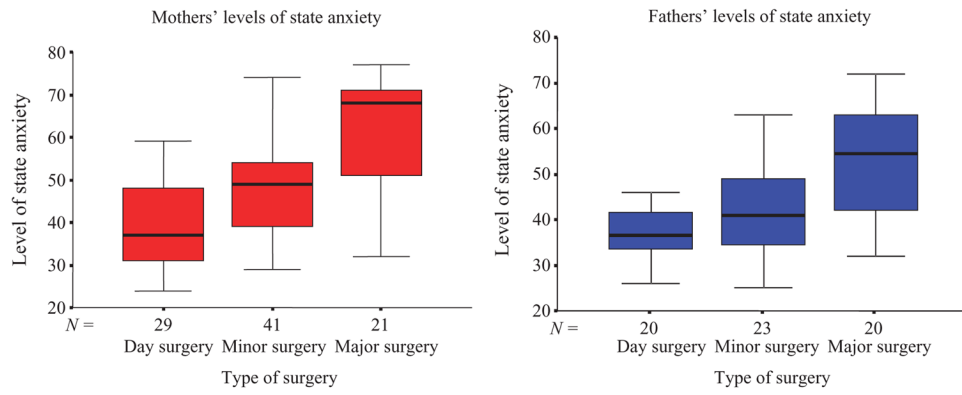 Mothers’ levels of state anxiety
Level of state anxiety
80
70
60
50
40
30
20
N = 29 41 21
Day surgery Minor surgery Major surgery
Type of surgery
Fathers’ levels of state anxiety
Level of state anxiety
80
70
60
50
40
30
20
N = 20 23 20
Day surgery Minor surgery Major surgery
Type of surgery